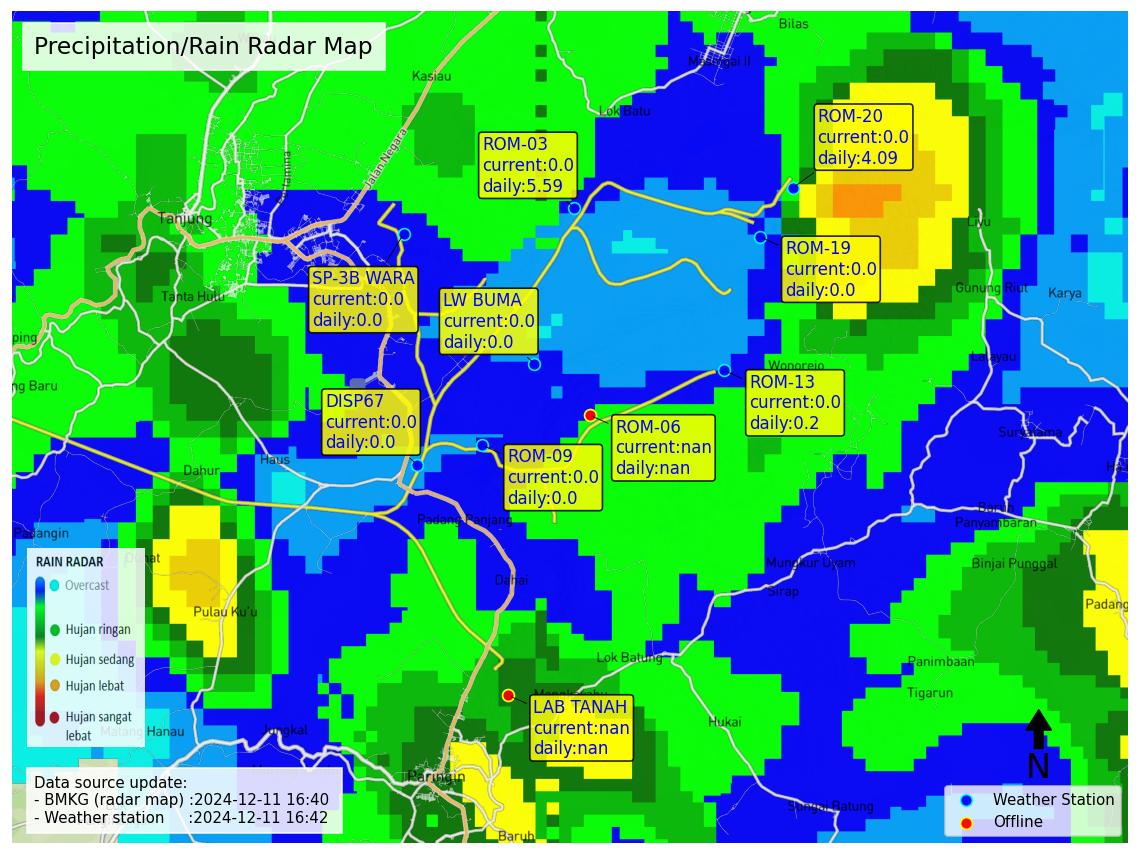 Precipitation/Rain Radar Map
Bilas
Masingai II
Kasiau
Lok Batu
Jalan Negara
ROM-20
current:0.0
daily:4.09
ROM-03
current:0.0
daily:5.59
Tanjung
Liyu
ROM-19
current:0.0
daily:0.0
SP-3B WARA
current:0.0
daily:0.0
LW BUMA
current:0.0
daily:0.0
Tanta Hulu
Gunung Riut
Karya
ping
Lalayau
Wonorejo
ng Baru
ROM-13
current:0.0
daily:0.2
DISP67
current:0.0
daily:0.0
ROM-06
current:nan
daily:nan
Suryatama
ROM-09
current:0.0
daily:0.0
Haus
Dahur
Padang Panjang
Baruh
Panyambaran
Padangin
Mungkur Uyam
Binjai Punggal
Dahai
Sirap
Padang
Pulau Ku'u
RAIN RADAR
Overcast
Hujan ringan
Hujan sedang
Hujan lebat
Hujan sangat
lebat
Lok Batung
Panimbaan
Tigarun
LAB TANAH
current:nan
daily:nan
Hukai
Manau
Jungkal
Paringin
N
Data source update:
- BMKG (radar map) :2024-12-11 16:40
- Weather station :2024-12-11 16:42
Sungai Batung
Baruh
Weather Station
Offline